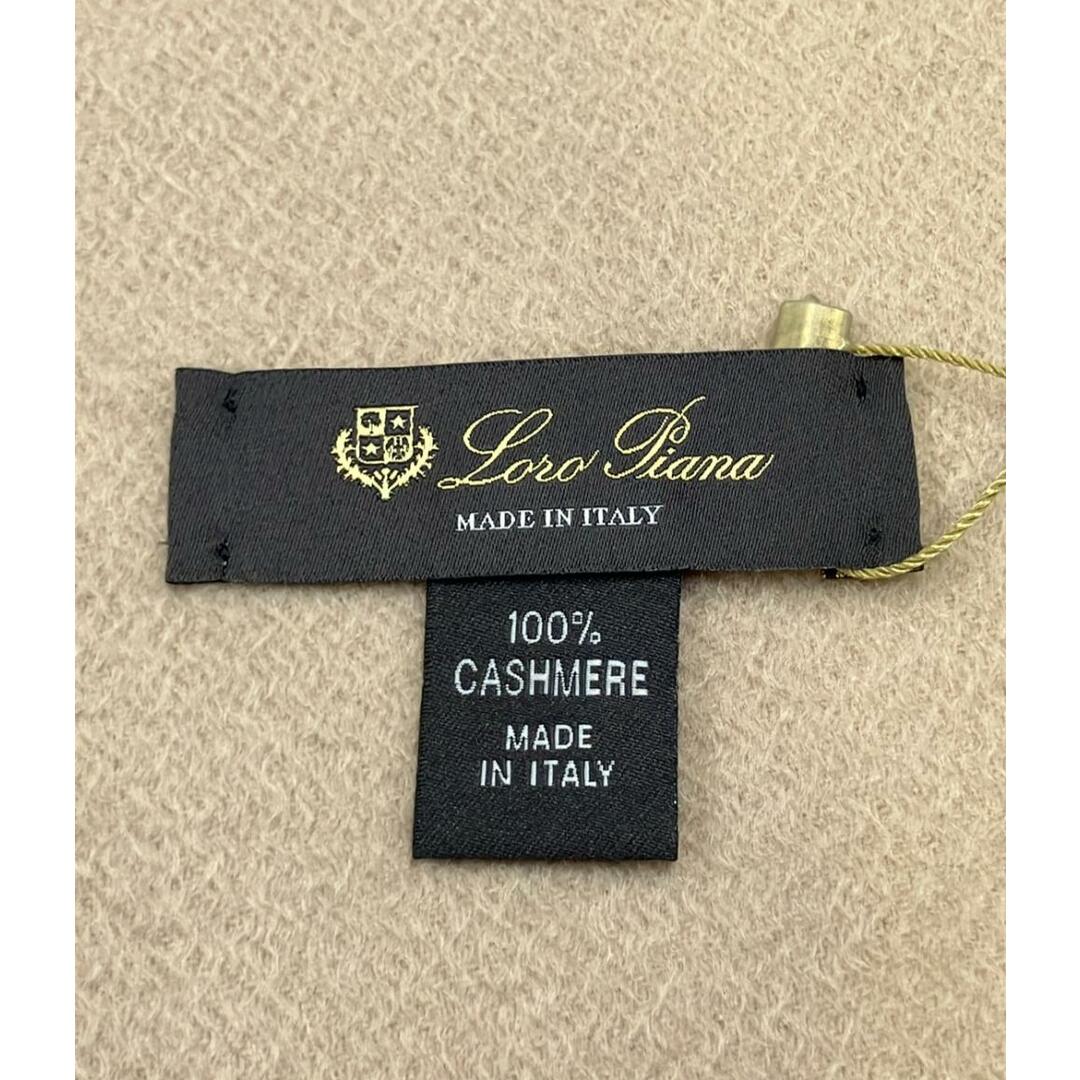 Loro Piana
MADE IN ITALY
100%
CASHMERE
MADE
IN ITALY